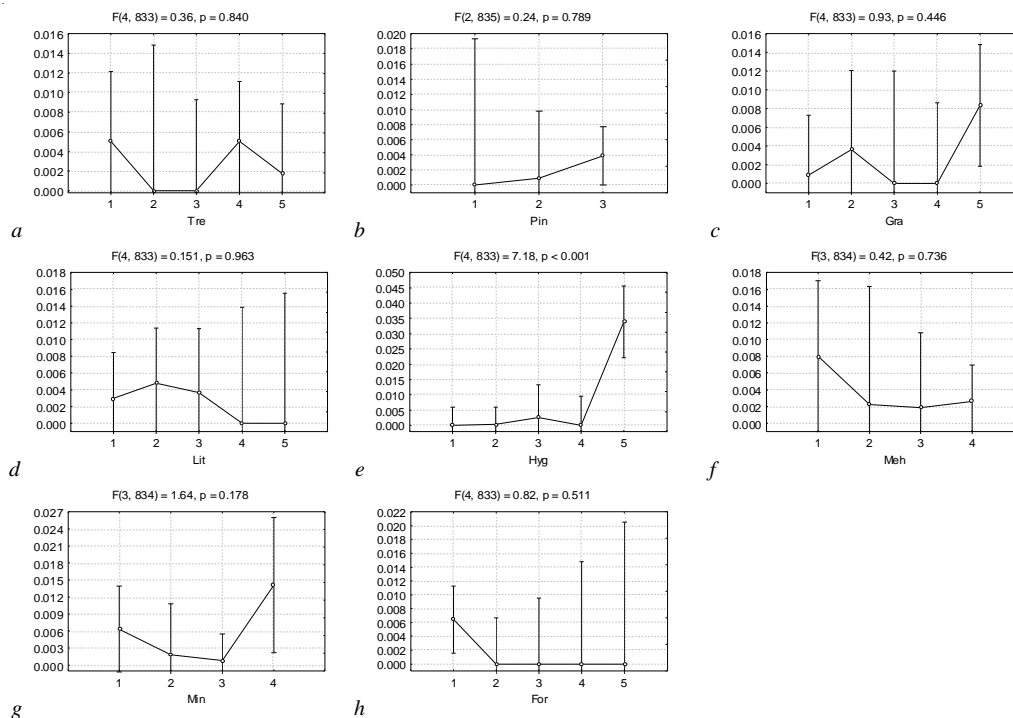 F(4, 833) = 0.36, p = 0.840
0.016
0.014
0.012
0.010
0.008
0.006
0.004
0.002
0.000
1 2 3 4 5
Tre
a
F(2, 835) = 0.24, p = 0.789
0.020
0.018
0.016
0.014
0.012
0.010
0.008
0.006
0.004
0.002
0.000
1 2 3
Pin
b
F(4, 833) = 0.93, p = 0.446
0.016
0.014
0.012
0.010
0.008
0.006
0.004
0.002
0.000
1 2 3 4 5
Gra
c
F(4, 833) = 0.151, p = 0.963
0.018
0.016
0.014
0.012
0.010
0.008
0.006
0.004
0.002
0.000
1 2 3 4 5
Lit
d
F(4, 833) = 7.18, p < 0.001
0.050
0.045
0.040
0.035
0.030
0.025
0.020
0.015
0.010
0.005
0.000
1 2 3 4 5
Hyg
e
F(3, 834) = 0.42, p = 0.736
0.018
0.016
0.014
0.012
0.010
0.008
0.006
0.004
0.002
0.000
1 2 3 4
Meh
f
F(3, 834) = 1.64, p = 0.178
0.027
0.024
0.021
0.018
0.015
0.012
0.009
0.006
0.003
0.000
1 2 3 4
Min
g
F(4, 833) = 0.82, p = 0.511
0.022
0.020
0.018
0.016
0.014
0.012
0.010
0.008
0.006
0.004
0.002
0.000
1 2 3 4 5
For
h